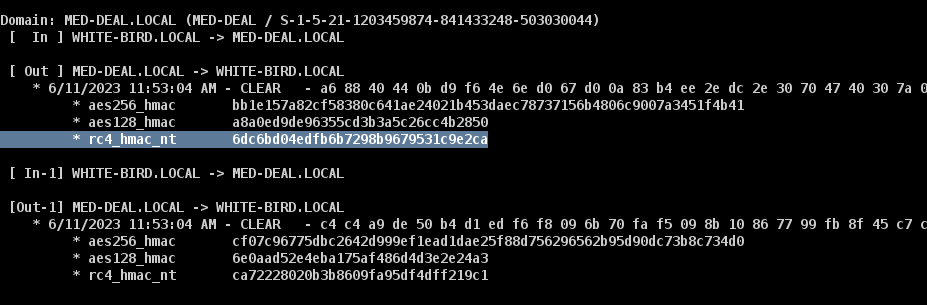 Domain: MED-DEAL.LOCAL (MED-DEAL / S-1-5-21-1203459874-841433248-503030044)
[  In ] WHITE-BIRD.LOCAL -> MED-DEAL.LOCAL
[ Out ] MED-DEAL.LOCAL -> WHITE-BIRD.LOCAL
* 6/11/2023 11:53:04 AM - CLEAR   - a6 88 40 44 0b d9 f6 4e 6e d0 67 d0 0a 83 b4 ee 2e dc 2e 30 70 47 40 30 7a 0
* aes256_hmac       bb1e157a82cf58380c641ae24021b453daec78737156b4806c9007a3451f4b41
* aes128_hmac       a8a0ed9de96355cd3b3a5c26cc4b2850
* rc4_hmac_nt       6dc6bd04edfb6b7298b9679531c9e2ca
[ In-1] WHITE-BIRD.LOCAL -> MED-DEAL.LOCAL
[Out-1] MED-DEAL.LOCAL -> WHITE-BIRD.LOCAL
* 6/11/2023 11:53:04 AM - CLEAR   - c4 c4 a9 de 50 b4 d1 ed f6 f8 09 6b 70 fa f5 09 8b 10 86 77 99 fb 8f 45 c7 c
* aes256_hmac       cf07c96775dbc2642d999ef1ead1dae25f88d756296562b95d90dc73b8c734d0
* aes128_hmac       6e0aad52e4eba175af486d4d3e2e24a3
* rc4_hmac_nt       ca72228020b3b8609fa95df4dff219c1